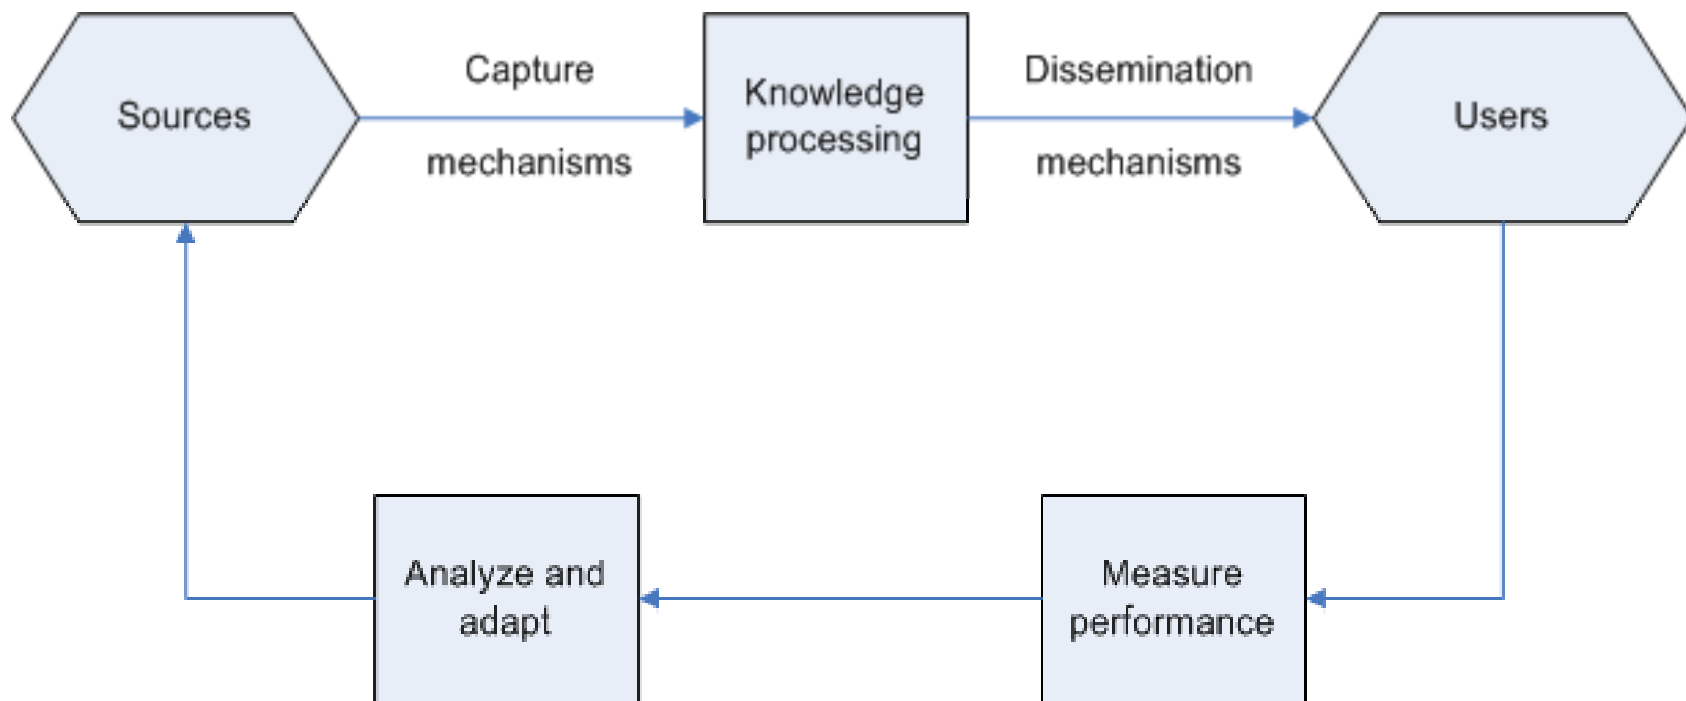 Sources
Capture
mechanisms
Knowledge
processing
Dissemination
mechanisms
Users
Analyze and
adapt
Measure
performance